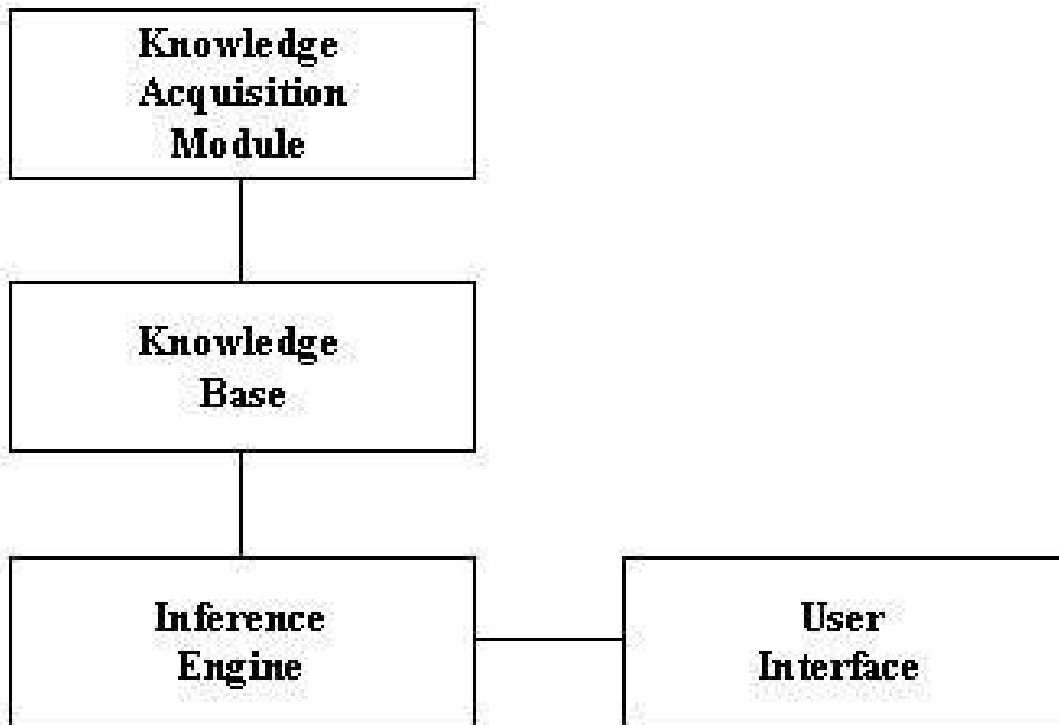 Knowledge
Acquisition
Module
Knowledge
Base
Inference
Engine
User
Interface